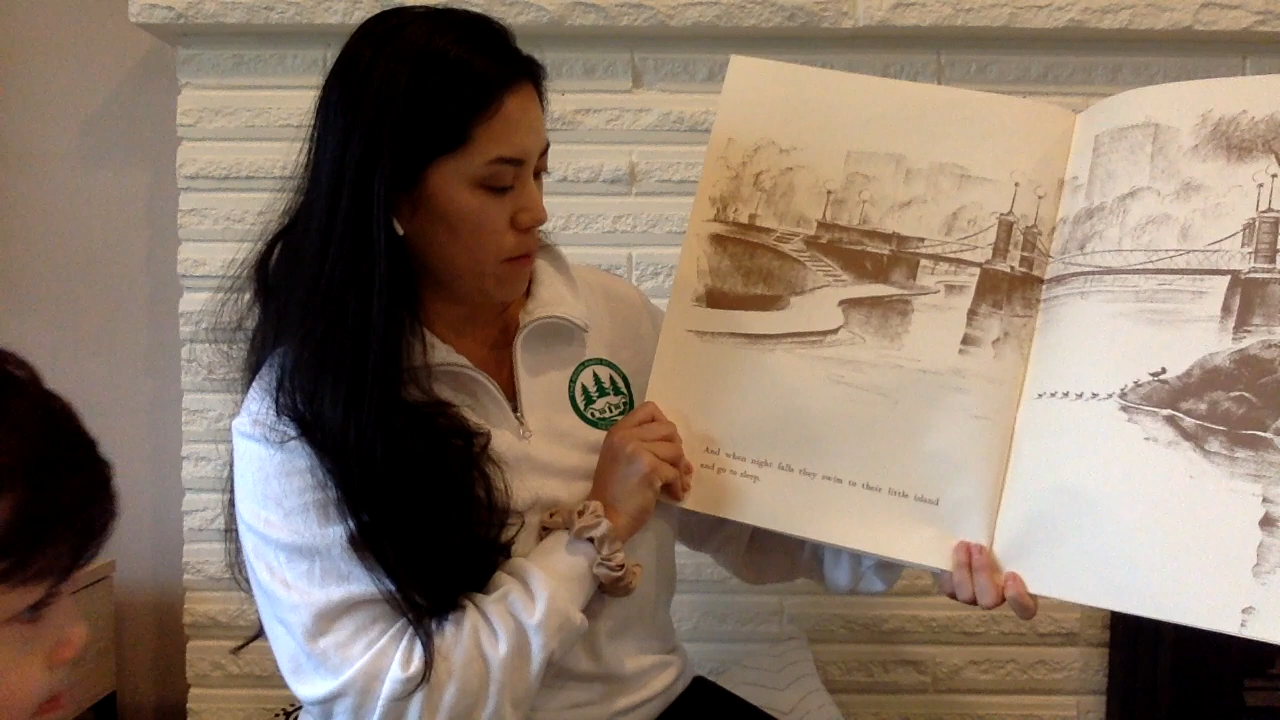 And when night falls they swim to their little island
and go to sleep.